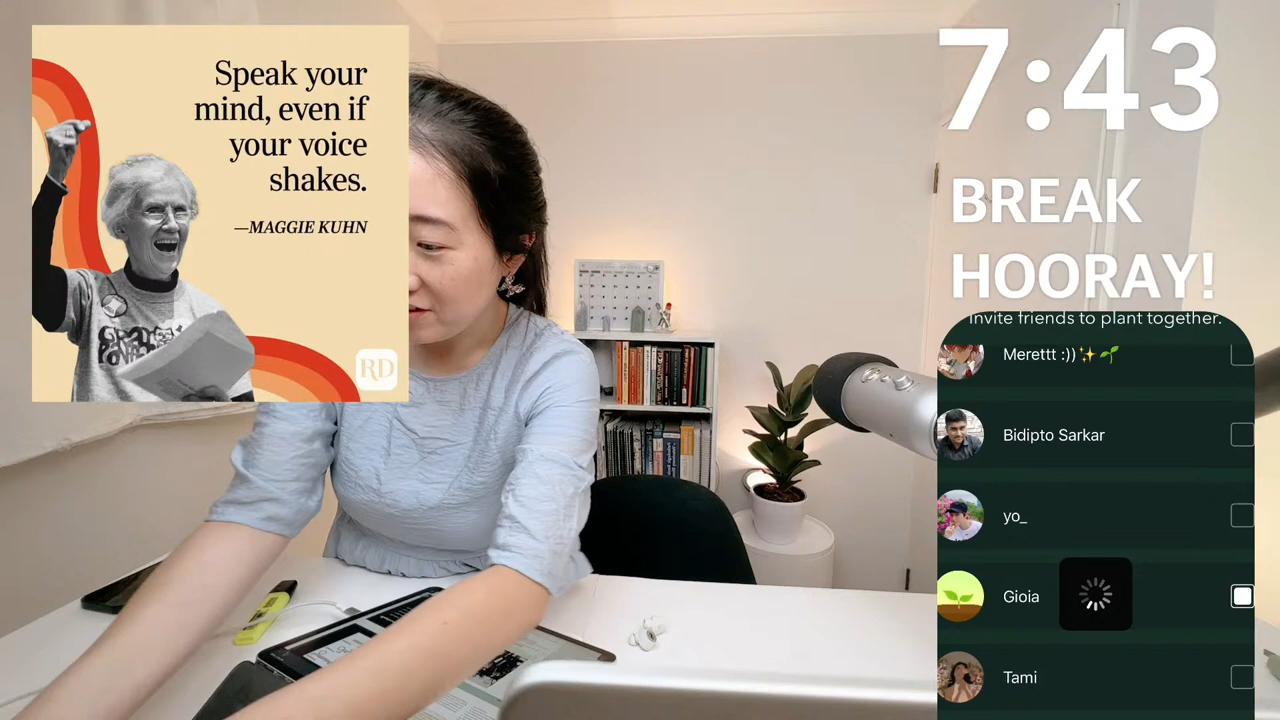 Speak your
mind, even if
your voice
shakes.
—MAGGIE KUHN
RD
7:43
BREAK
HOORAY!
Invite friends to plant together.
Merettt :))✨🌱
Bidipto Sarkar
yo_
Gioia
Tami